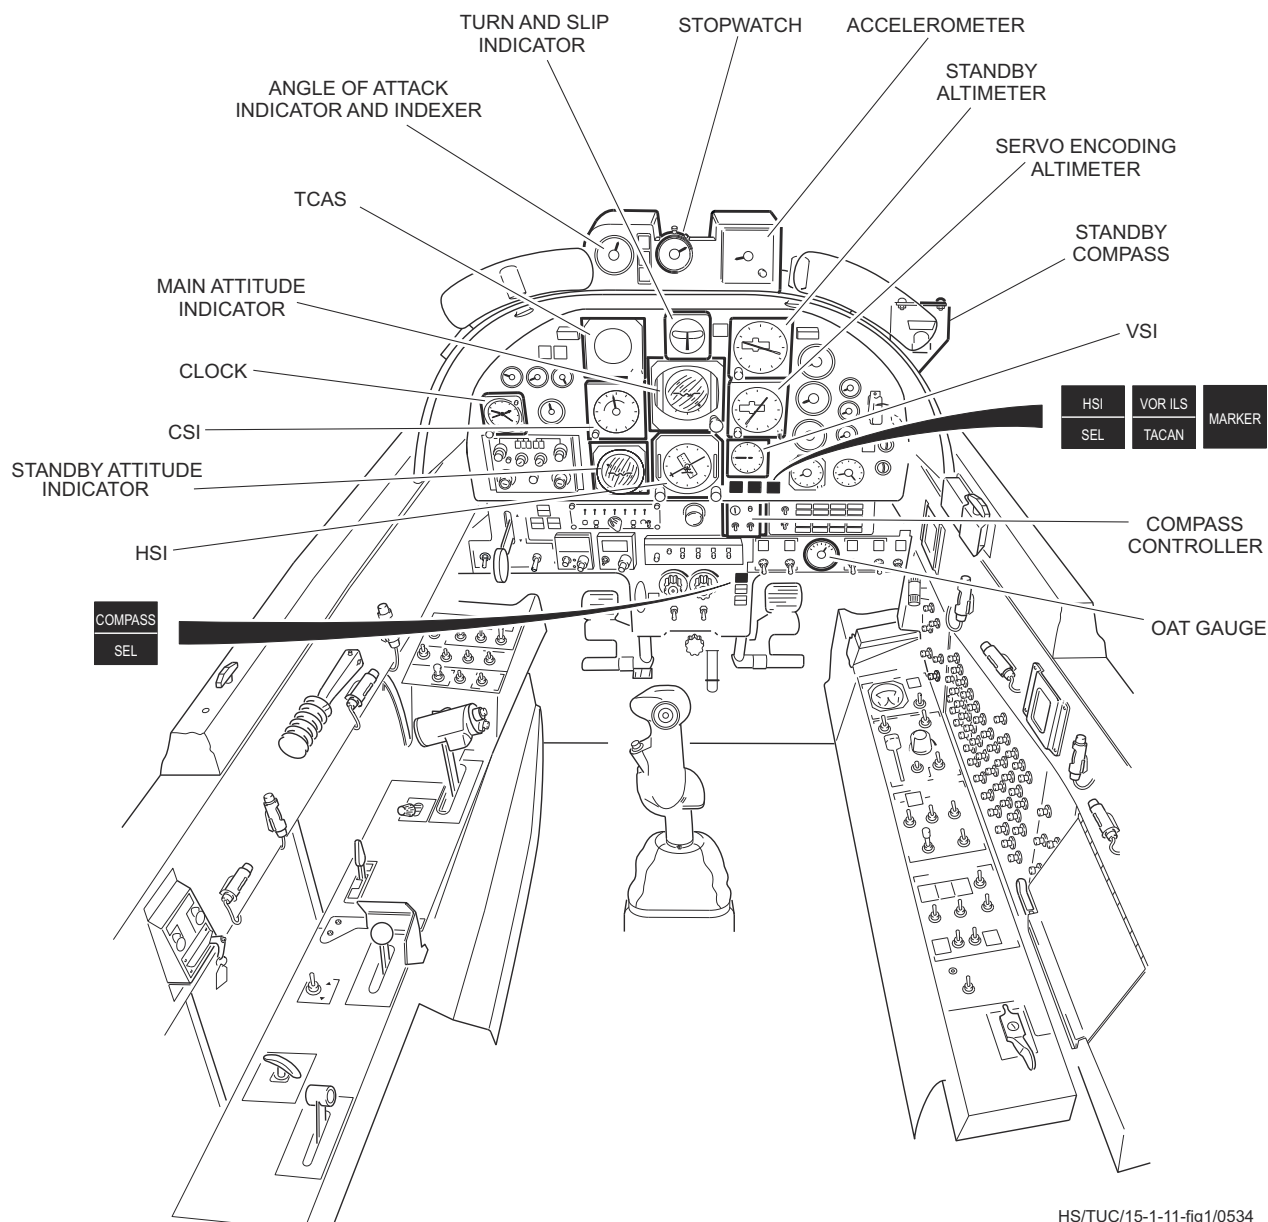 TURN AND SLIP
INDICATOR
STOPWATCH
ACCELEROMETER
STANDBY
ALTIMETER
ANGLE OF ATTACK
INDICATOR AND INDEXER
SERVO ENCODING
ALTIMETER
TCAS
STANDBY
COMPASS
MAIN ATTITUDE
INDICATOR
VSI
CLOCK
HSI
SEL
VOR ILS
TACAN
MARKER
CSI
STANDBY ATTITUDE
INDICATOR
COMPASS
CONTROLLER
HSI
COMPASS
SEL
OAT GAUGE
HS/TUC/15-1-11-fig1/0534